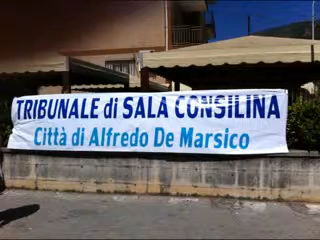 TRIBUNALE di SALA CONSILINA
Città di Alfredo De Marsico